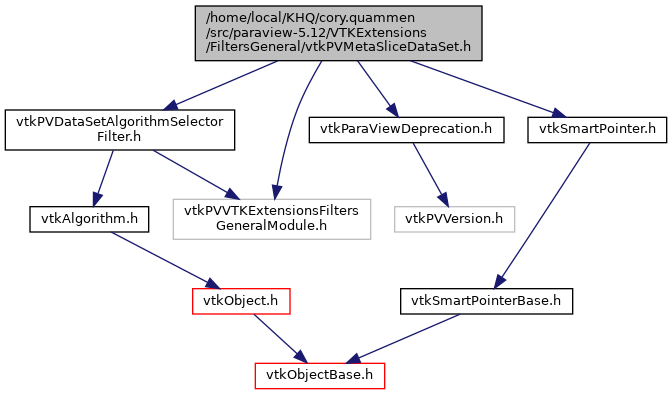 /home/local/KHQ/cory.quammen
/src/paraview-5.12/VTKExtensions
/FiltersGeneral/vtkPVMetaSliceDataSet.h
vtkPVDataSetAlgorithmSelector
Filter.h
vtkParaViewDeprecation.h
vtkSmartPointer.h
vtkAlgorithm.h
vtkPVVTKExtensionsFilters
GeneralModule.h
vtkPVVersion.h
vtkObject.h
vtkSmartPointerBase.h
vtkObjectBase.h